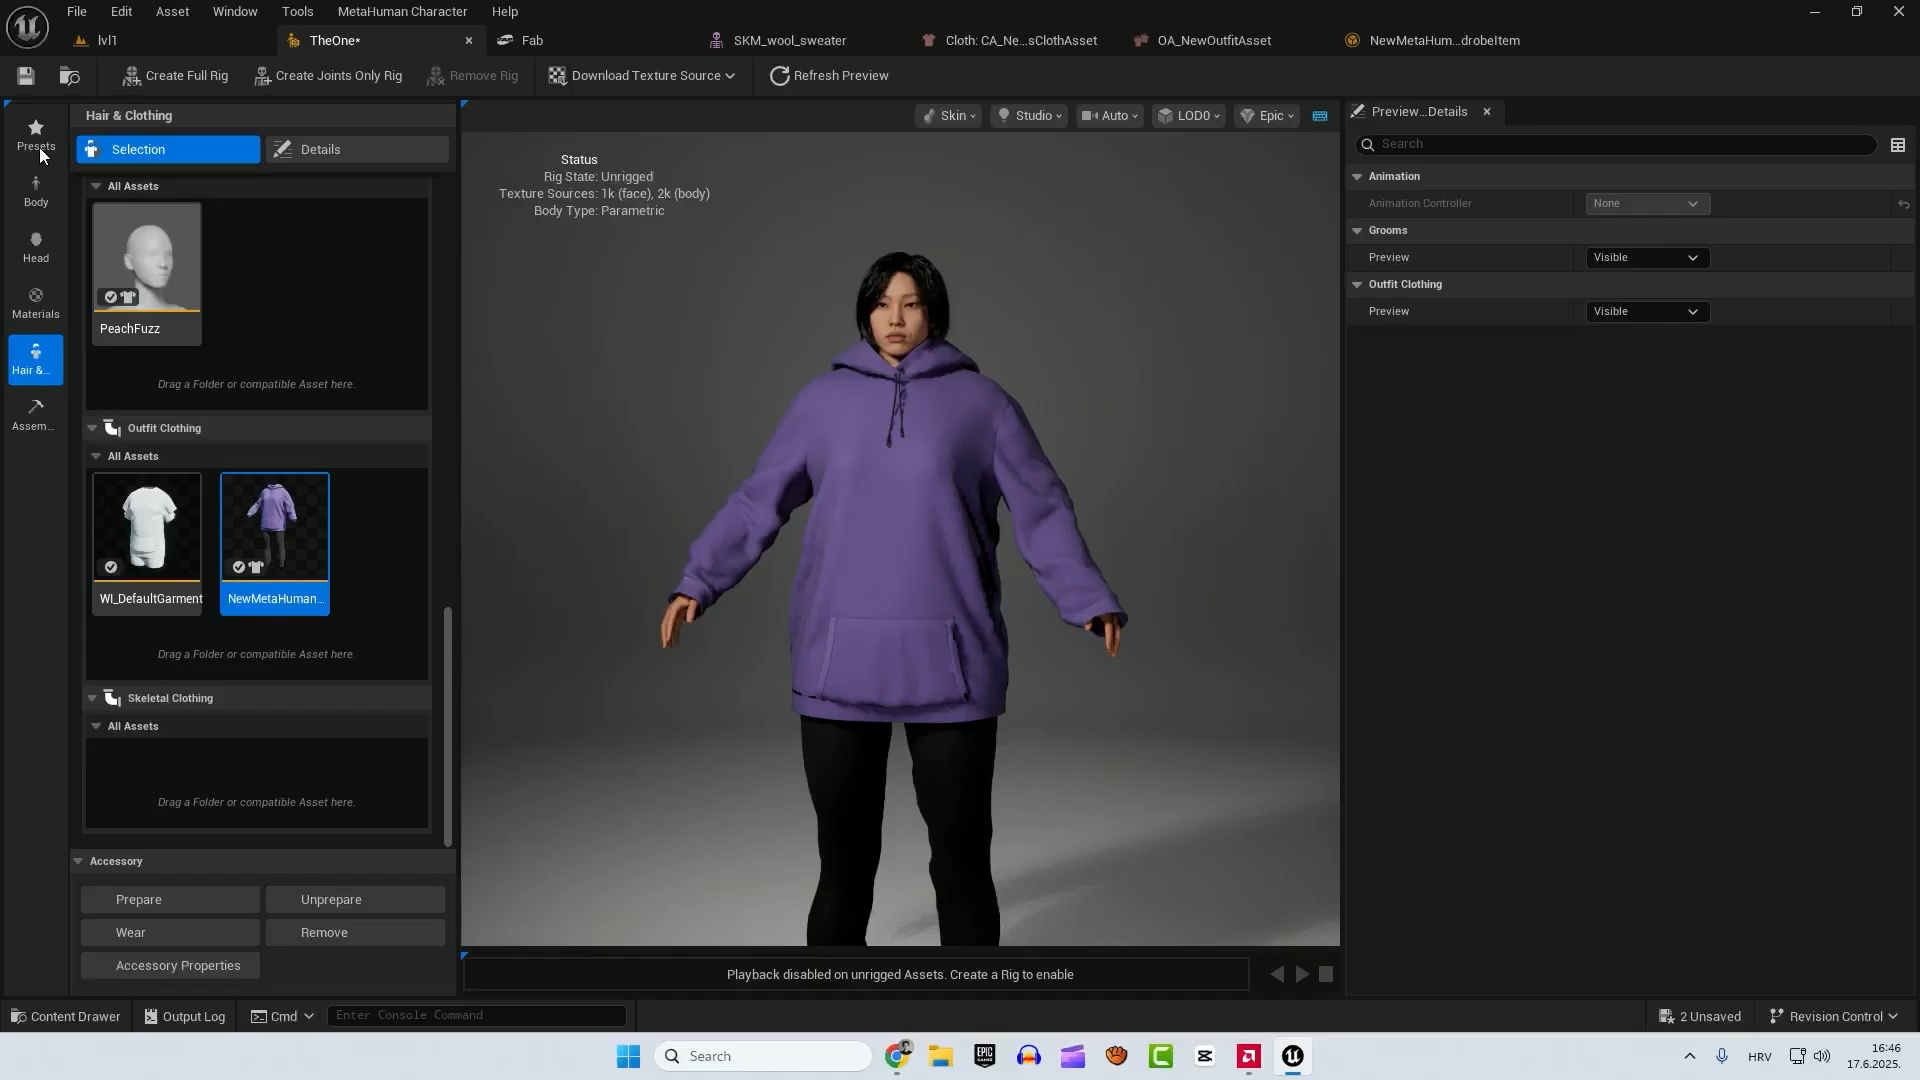 File Edit Asset Window Tools MetaHuman Character Help
lvl1 TheOne* Fab SKM_wool_sweater Cloth: CA_Ne...sClothAsset OA_NewOutfitAsset NewMetaHum...drobeItem
Create Full Rig Create Joints Only Rig Remove Rig Download Texture Source Refresh Preview
Presets
Body
Head
Materials
Hair &...
Assem...
Hair & Clothing
Selection Details
All Assets
PeachFuzz
Drag a Folder or compatible Asset here.
Outfit Clothing
All Assets
WI_DefaultGarment NewMetaHuman...
Drag a Folder or compatible Asset here.
Skeletal Clothing
All Assets
Drag a Folder or compatible Asset here.
Accessory
Prepare Unprepare
Wear Remove
Accessory Properties
Skin Studio Auto LOD0 Epic
Status
Rig State: Unrigged
Texture Sources: 1k (face), 2k (body)
Body Type: Parametric
Playback disabled on unrigged Assets. Create a Rig to enable
Preview...Details
Search
Animation
Animation Controller None
Grooms
Preview Visible
Outfit Clothing
Preview Visible
Content Drawer Output Log Cmd Enter Console Command 2 Unsaved Revision Control
Search
EPIC GAMES
HRV
16:46
17.6.2025.